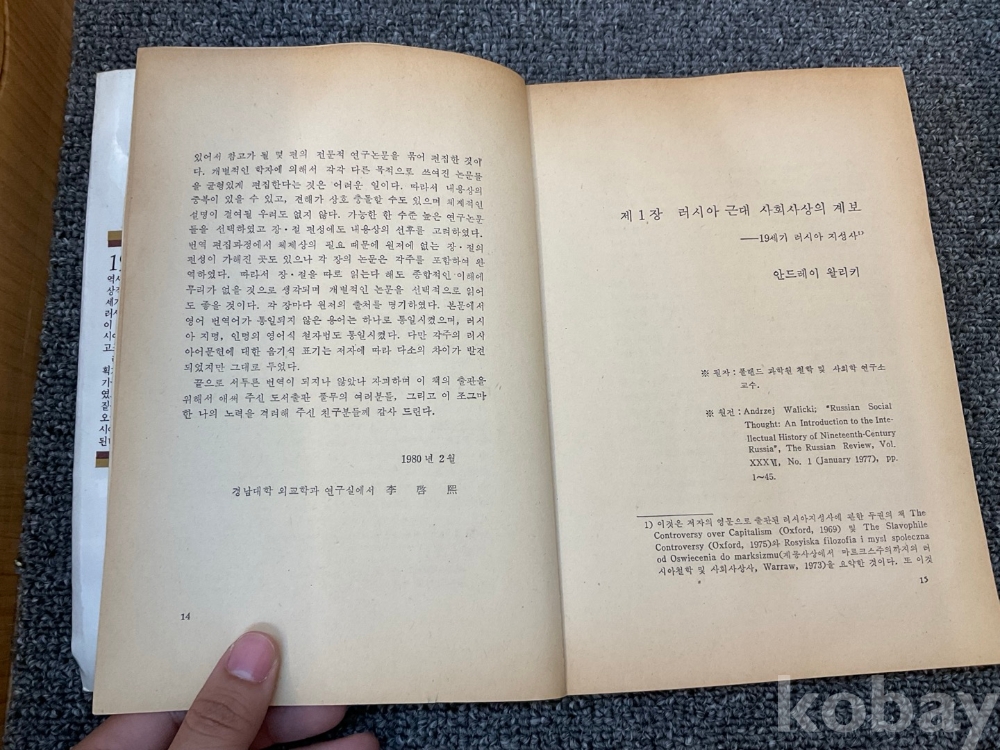 있어서 참고가 될 몇 편의 전문적 연구논문을 묶어 편집한 것이
다. 개별적인 학자에 의해서 각각 다른 목적으로 쓰여진 논문들
을 균형있게 편집한다는 것은 어려운 일이다. 따라서 내용상의
중복이 있을 수 있고, 견해가 상호 충돌할 수도 있으며 체계적인
설명이 결여될 우려도 없지 않다. 가능한 한 수준 높은 연구논문
들을 선택하였고 장·절 편성에도 내용상의 선후를 고려하였다.
번역 편집과정에서 체제상의 필요 때문에 원저에 없는 장·절의
편성이 가해진 곳도 있으나 각 장의 논문은 각주를 포함하여 완
역하였다. 따라서 장·절을 따로 읽는다 해도 종합적인 이해에
무리가 없을 것으로 생각되며 개별적인 논문을 선택적으로 읽어
도 좋을 것이다. 각 장마다 원저의 출처를 명기하였다. 본문에서
영어 번역어가 통일되지 않은 용어는 하나로 통일시켰으며, 러시
아 지명, 인명의 영어식 철자법도 통일시켰다. 다만 각주의 러시
아어문헌에 대한 음기식 표기는 저자에 따라 다소의 차이가 발견
되었지만 그대로 두었다.
끝으로 서투른 번역이 되지나 않았나 자겨하며 이 책의 출판을
위해서 애써 주신 도서출판 풀무의 여러분들, 그리고 이 조그마
한 나의 노력을 격려해 주신 친구분들께 감사 드린다.
1980년 2월
경남대학 외교학과 연구실에서 李 啓 熙
14
제1장 러시아 근대 사회사상의 계보
──19세기 러시아 지성사¹⁾
안드레이 왈리키
※ 필자: 폴랜드 과학원 철학 및 사회학 연구소
교수.
※ 원전: Andrzej Walicki; "Russian Social
Thought: An Introduction to the Inte-
llectual History of Nineteenth-Century
Russia", The Russian Review, Vol.
XXXⅥ, No. 1 (January 1977), pp.
1~45.
1) 이것은 저자의 영문으로 출판된 러시아지성사에 관한 두권의 책 The
Controversy over Capitalism (Oxford, 1969) 및 The Slavophile
Controversy (Oxford, 1975)와 Rosyiska filozofia i mysl spoleczna
od Oswiecenia do marksizmu(계몽사상에서 마르크스주의까지의 러
시아철학 및 사회사상사, Warraw, 1973)을 요약한 것이다. 또 이것
15
kobay